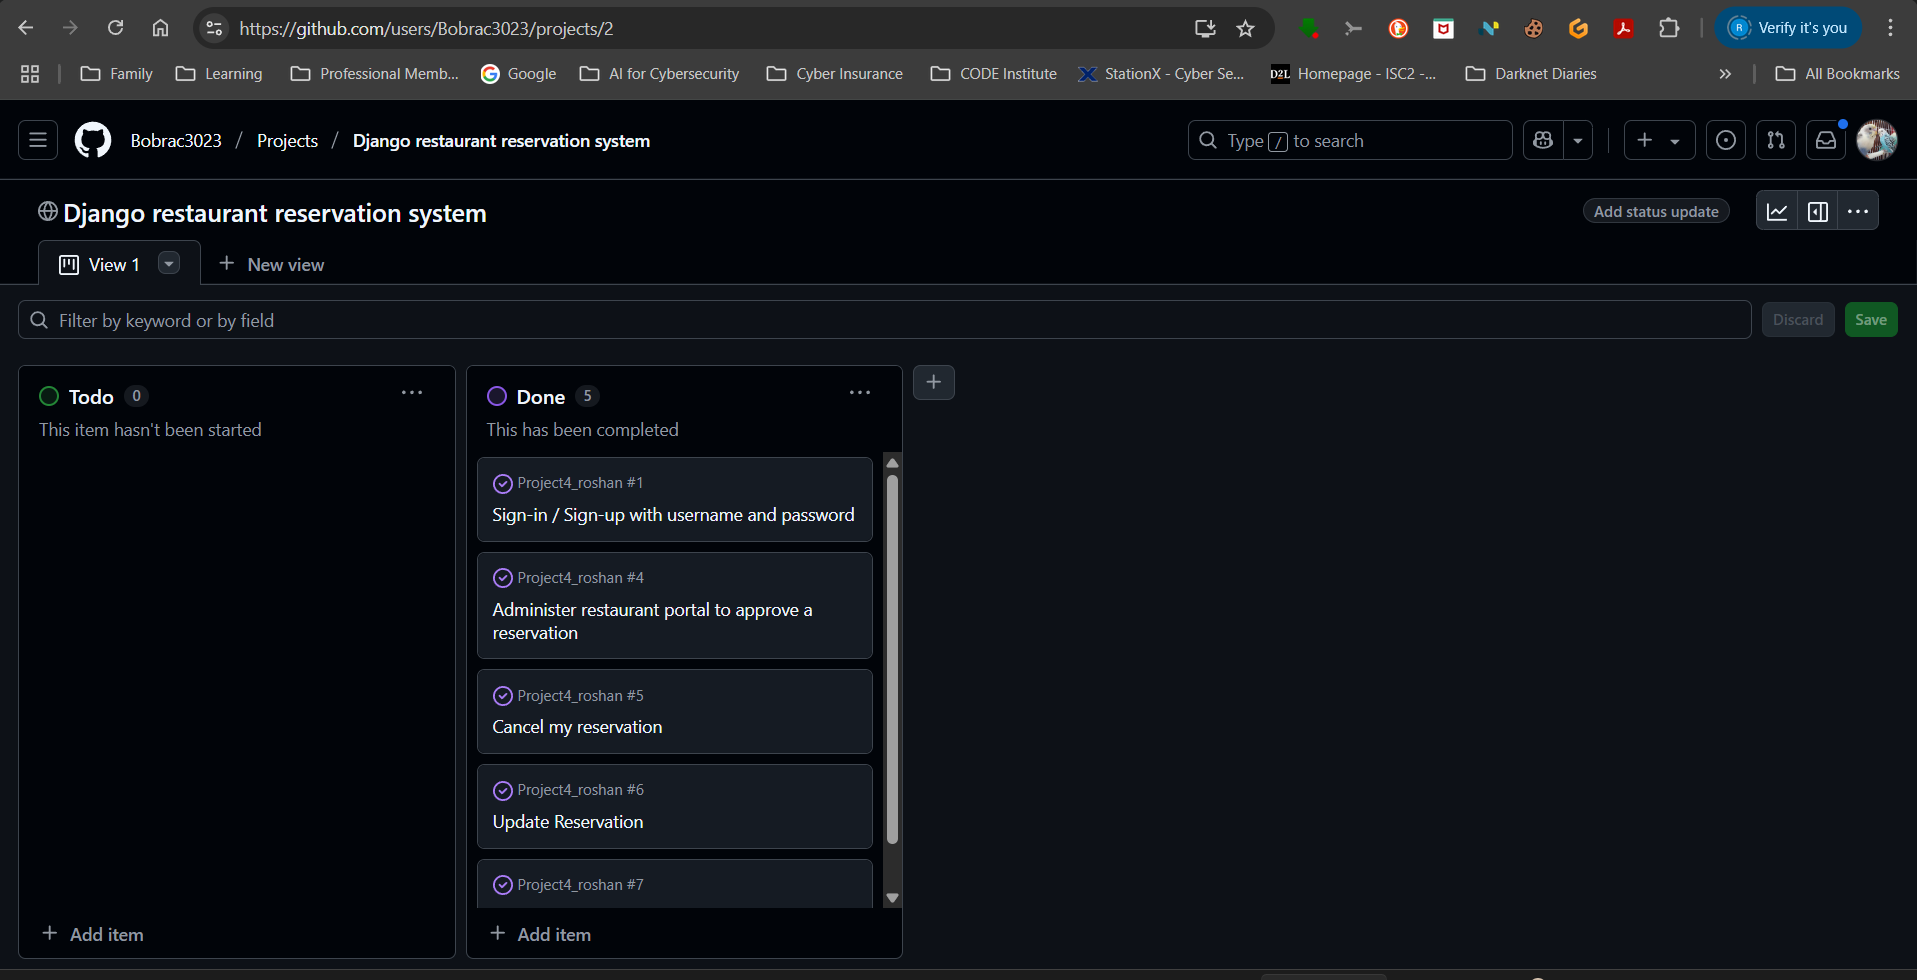 https://github.com/users/Bobrac3023/projects/2
R Verify it's you
Family Learning Professional Memb... Google AI for Cybersecurity Cyber Insurance CODE Institute StationX - Cyber Se... D2L Homepage - ISC2 -... Darknet Diaries » All Bookmarks
Bobrac3023 / Projects / Django restaurant reservation system
Type / to search
Django restaurant reservation system
Add status update
View 1
New view
Filter by keyword or by field
Discard
Save
Todo 0
This item hasn't been started
Add item
Done 5
This has been completed
Project4_roshan #1
Sign-in / Sign-up with username and password
Project4_roshan #4
Administer restaurant portal to approve a
reservation
Project4_roshan #5
Cancel my reservation
Project4_roshan #6
Update Reservation
Project4_roshan #7
Add item